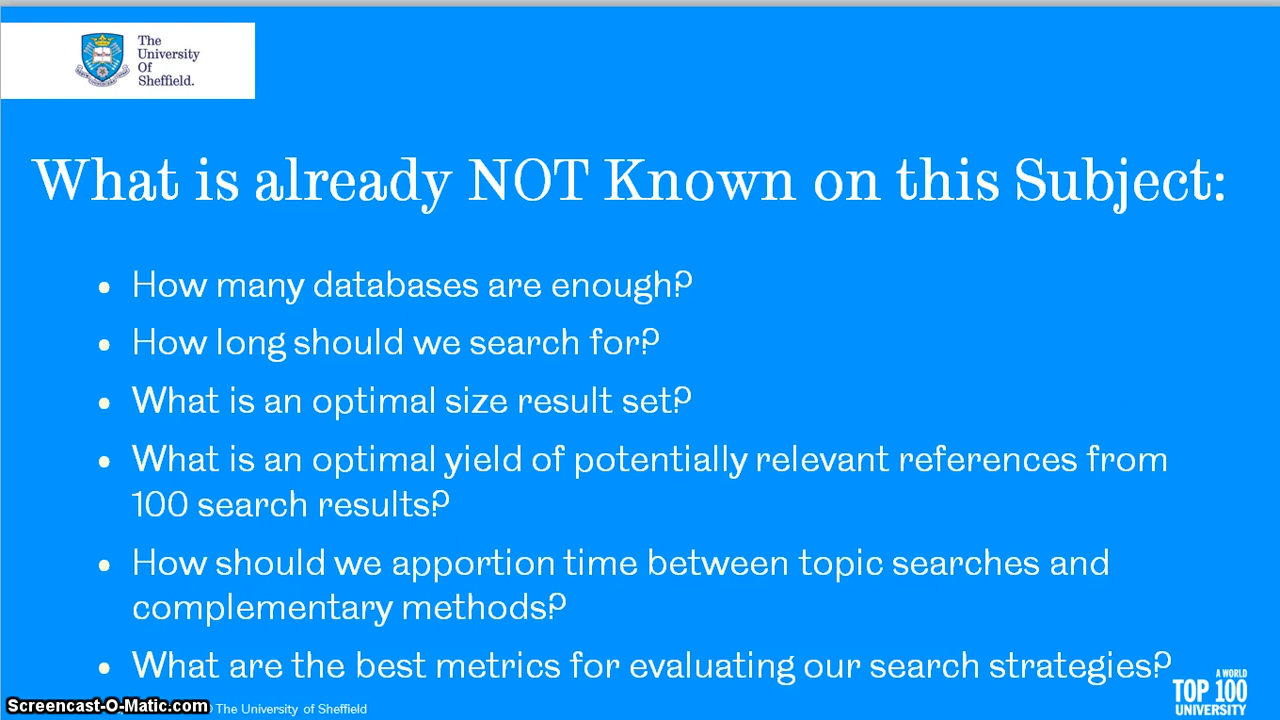 The
University
Of
Sheffield.
What is already NOT Known on this Subject:
• How many databases are enough?
• How long should we search for?
• What is an optimal size result set?
• What is an optimal yield of potentially relevant references from
100 search results?
• How should we apportion time between topic searches and
complementary methods?
• What are the best metrics for evaluating our search strategies?
A WORLD
TOP 100
UNIVERSITY
Screencast-O-Matic.com
The University of Sheffield